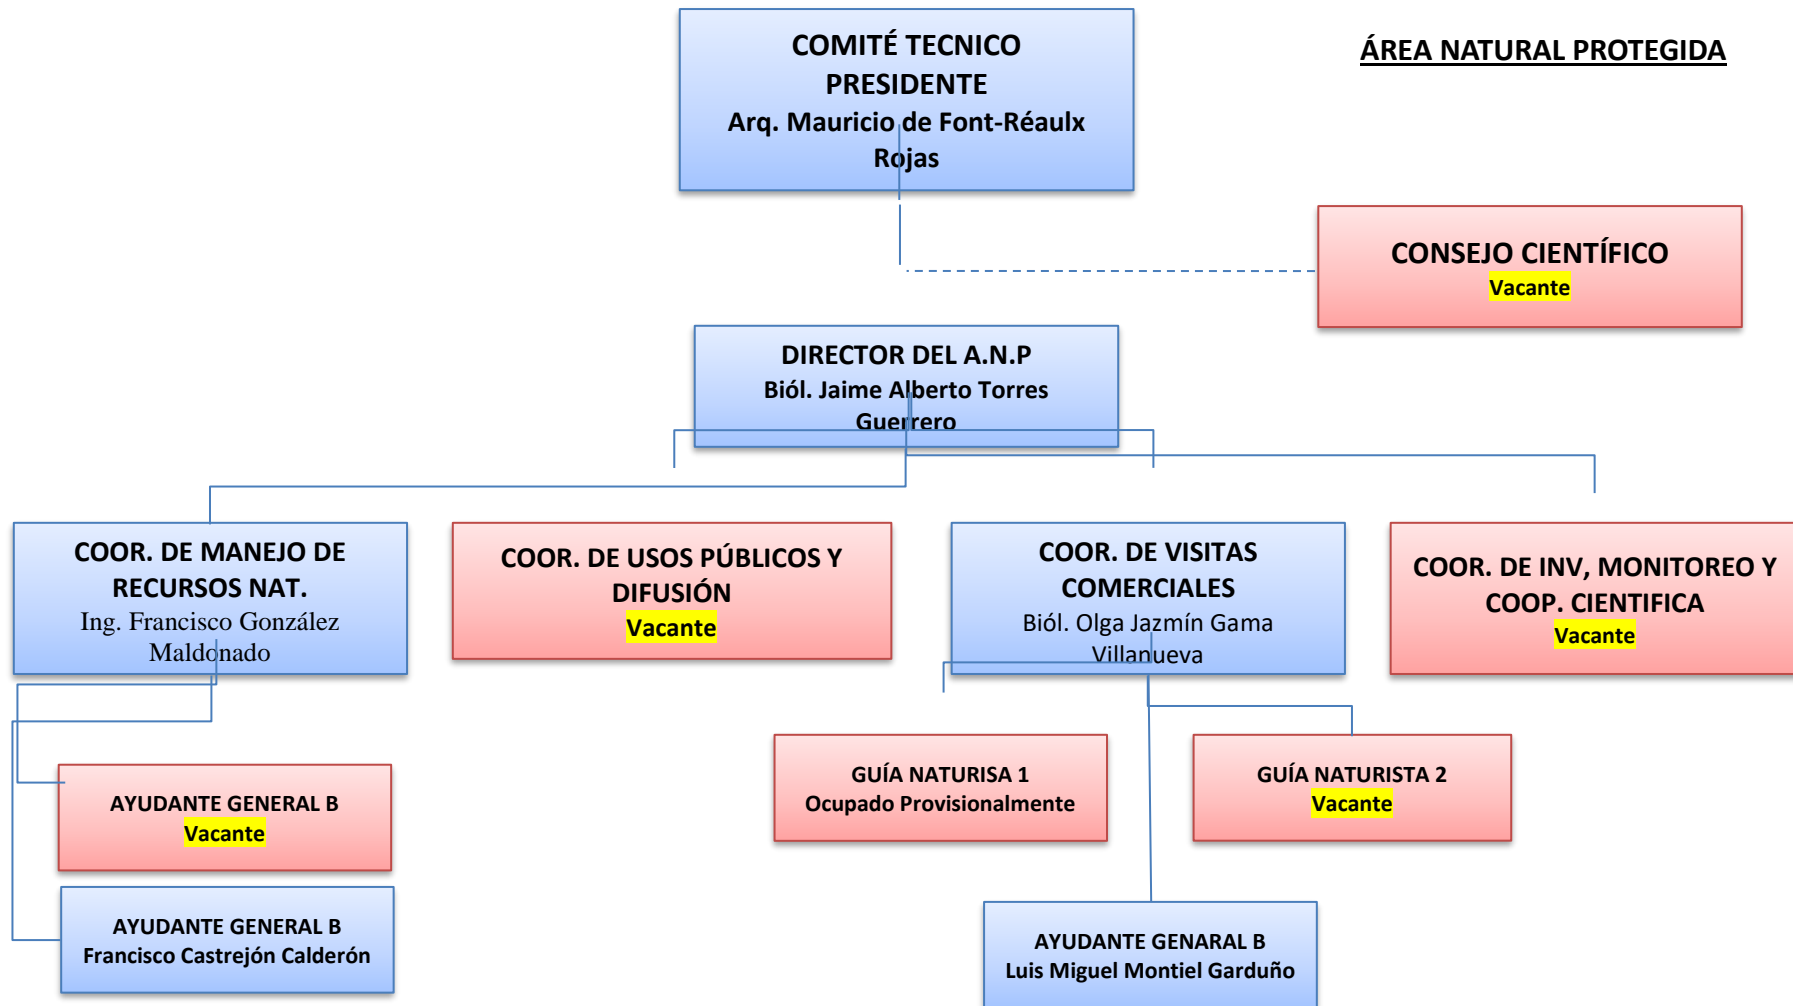 COMITÉ TECNICO
PRESIDENTE
Arq. Mauricio de Font-Réaulx
Rojas
ÁREA NATURAL PROTEGIDA
CONSEJO CIENTÍFICO
Vacante
DIRECTOR DEL A.N.P
Biól. Jaime Alberto Torres
Guerrero
COOR. DE MANEJO DE
RECURSOS NAT.
Ing. Francisco González
Maldonado
COOR. DE USOS PÚBLICOS Y
DIFUSIÓN
Vacante
COOR. DE VISITAS
COMERCIALES
Biól. Olga Jazmín Gama
Villanueva
COOR. DE INV, MONITOREO Y
COOP. CIENTIFICA
Vacante
AYUDANTE GENERAL B
Vacante
GUÍA NATURISA 1
Ocupado Provisionalmente
GUÍA NATURISTA 2
Vacante
AYUDANTE GENERAL B
Francisco Castrejón Calderón
AYUDANTE GENARAL B
Luis Miguel Montiel Garduño